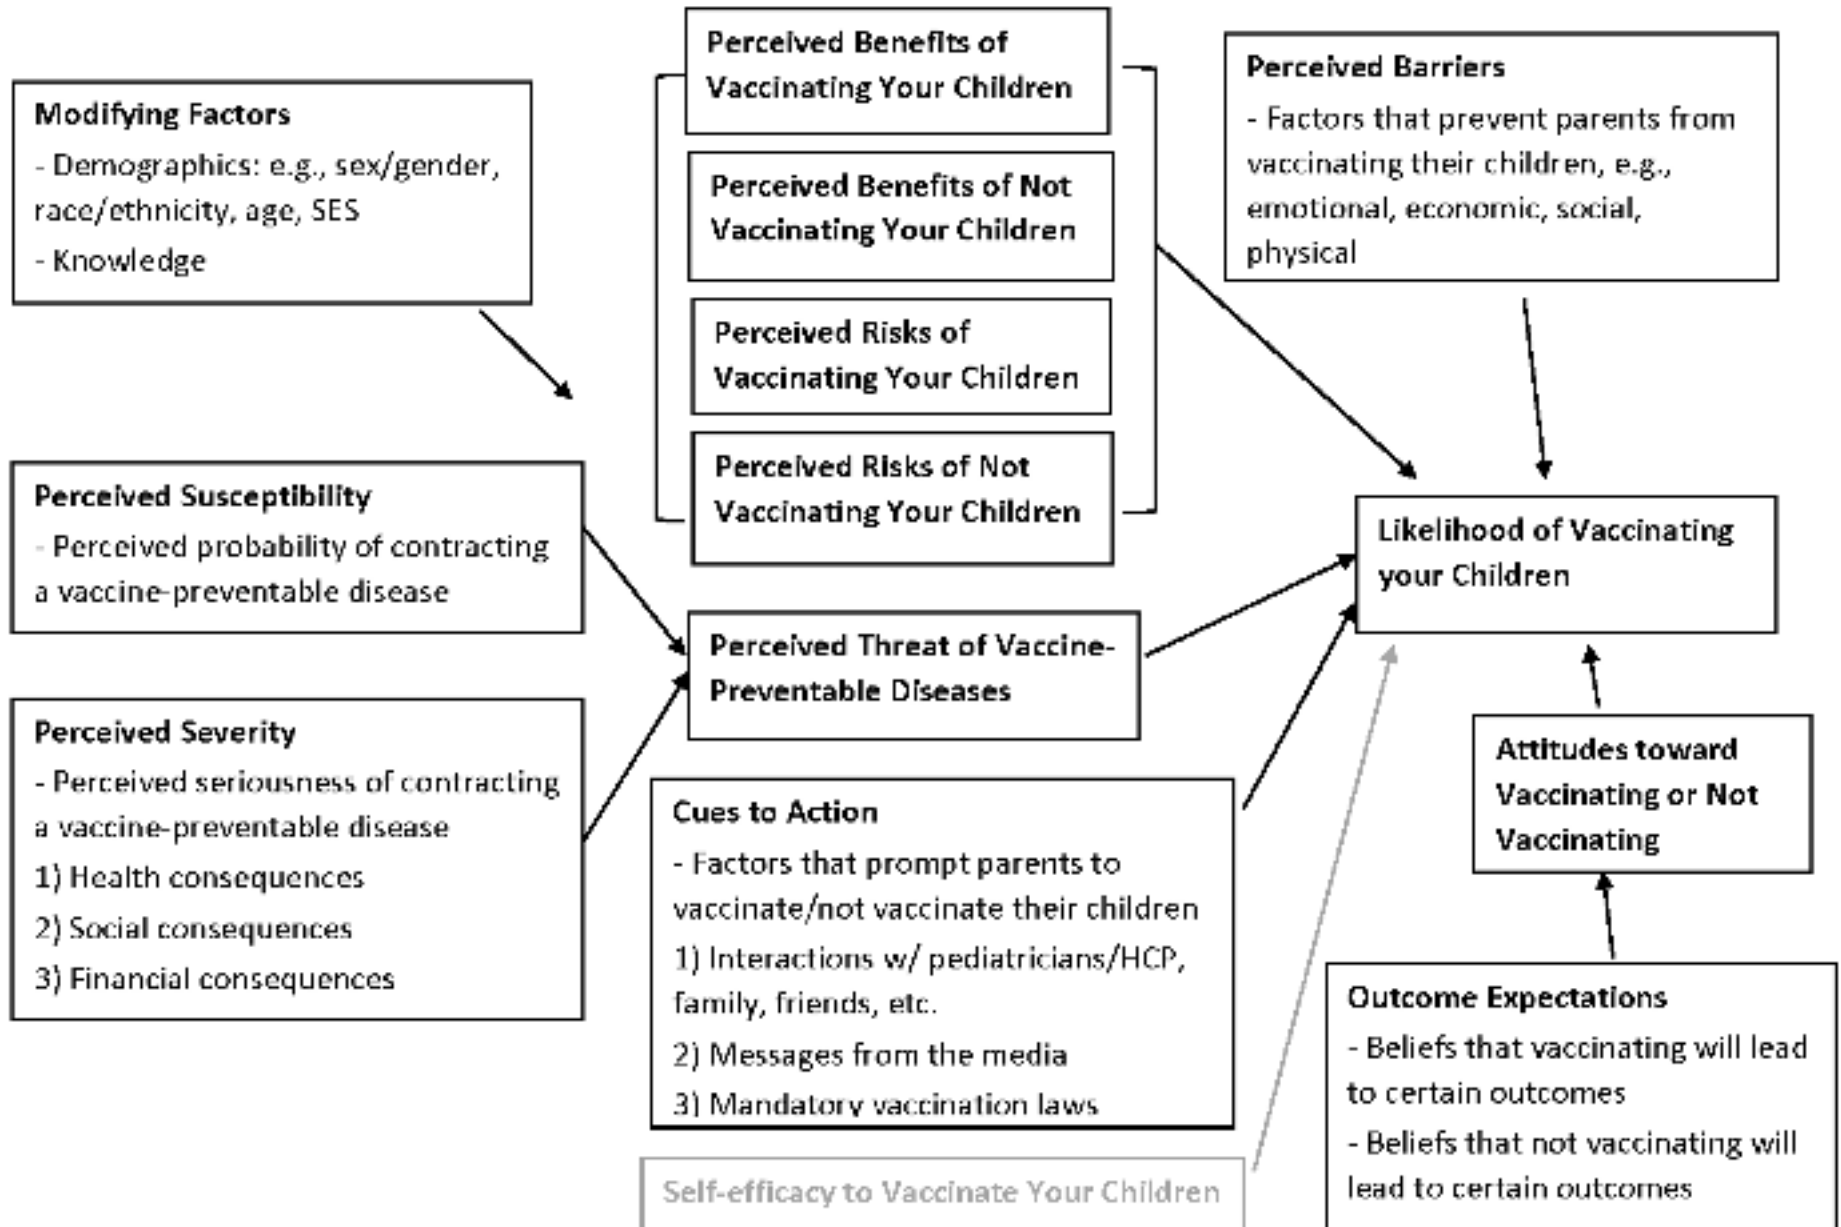 Modifying Factors
- Demographics: e.g., sex/gender,
race/ethnicity, age, SES
- Knowledge
Perceived Susceptibility
- Perceived probability of contracting
a vaccine-preventable disease
Perceived Severity
- Perceived seriousness of contracting
a vaccine-preventable disease
1) Health consequences
2) Social consequences
3) Financial consequences
Perceived Benefits of
Vaccinating Your Children
Perceived Benefits of Not
Vaccinating Your Children
Perceived Risks of
Vaccinating Your Children
Perceived Risks of Not
Vaccinating Your Children
Perceived Threat of Vaccine-
Preventable Diseases
Cues to Action
- Factors that prompt parents to
vaccinate/not vaccinate their children
1) Interactions w/ pediatricians/HCP,
family, friends, etc.
2) Messages from the media
3) Mandatory vaccination laws
Self-efficacy to Vaccinate Your Children
Perceived Barriers
- Factors that prevent parents from
vaccinating their children, e.g.,
emotional, economic, social,
physical
Likelihood of Vaccinating
your Children
Attitudes toward
Vaccinating or Not
Vaccinating
Outcome Expectations
- Beliefs that vaccinating will lead
to certain outcomes
- Beliefs that not vaccinating will
lead to certain outcomes